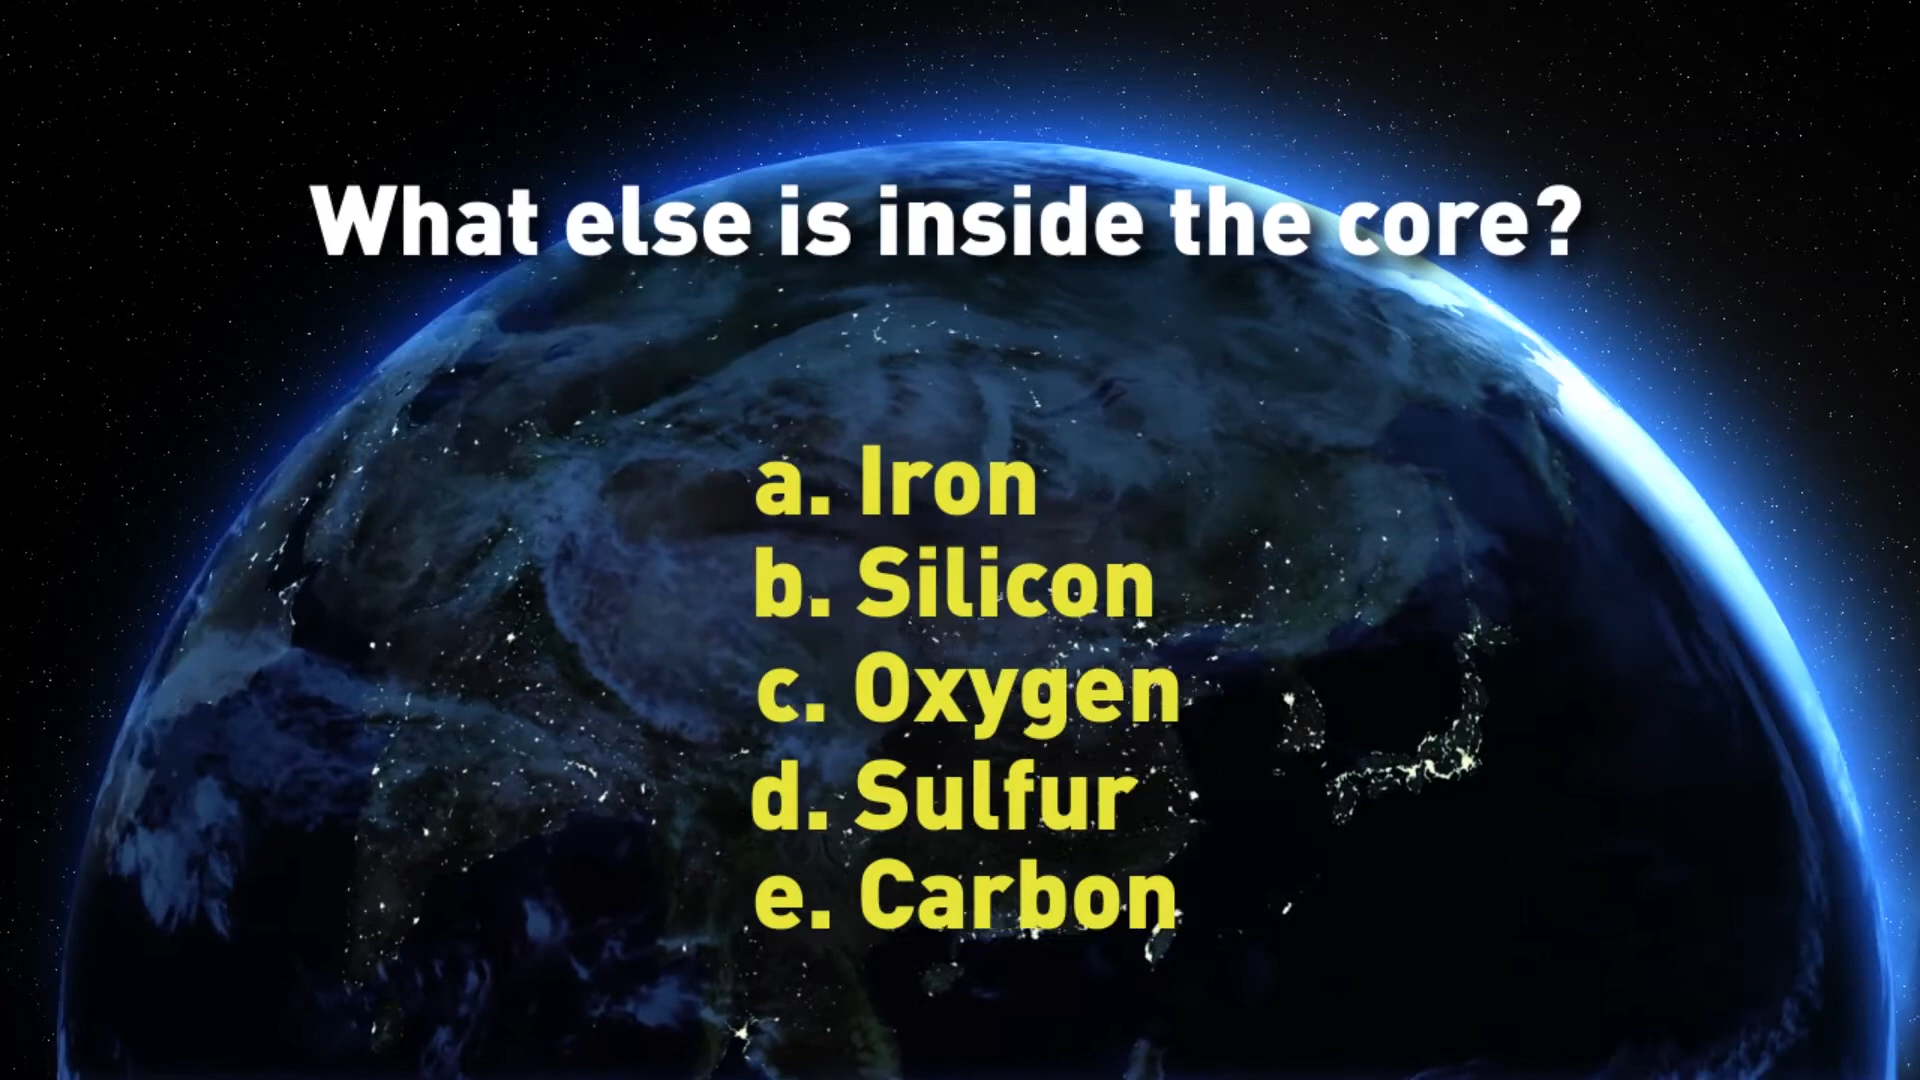 What else is inside the core?
a. Iron
b. Silicon
c. Oxygen
d. Sulfur
e. Carbon